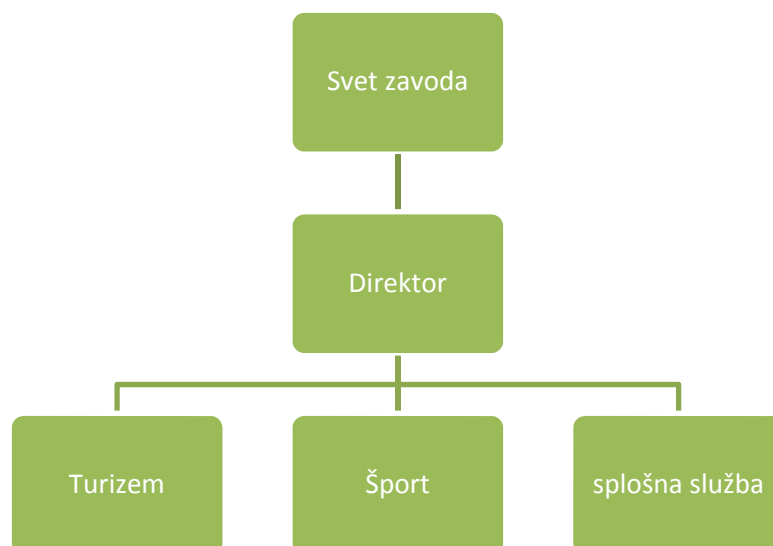 Svet zavoda
Direktor
Turizem
Šport
splošna služba